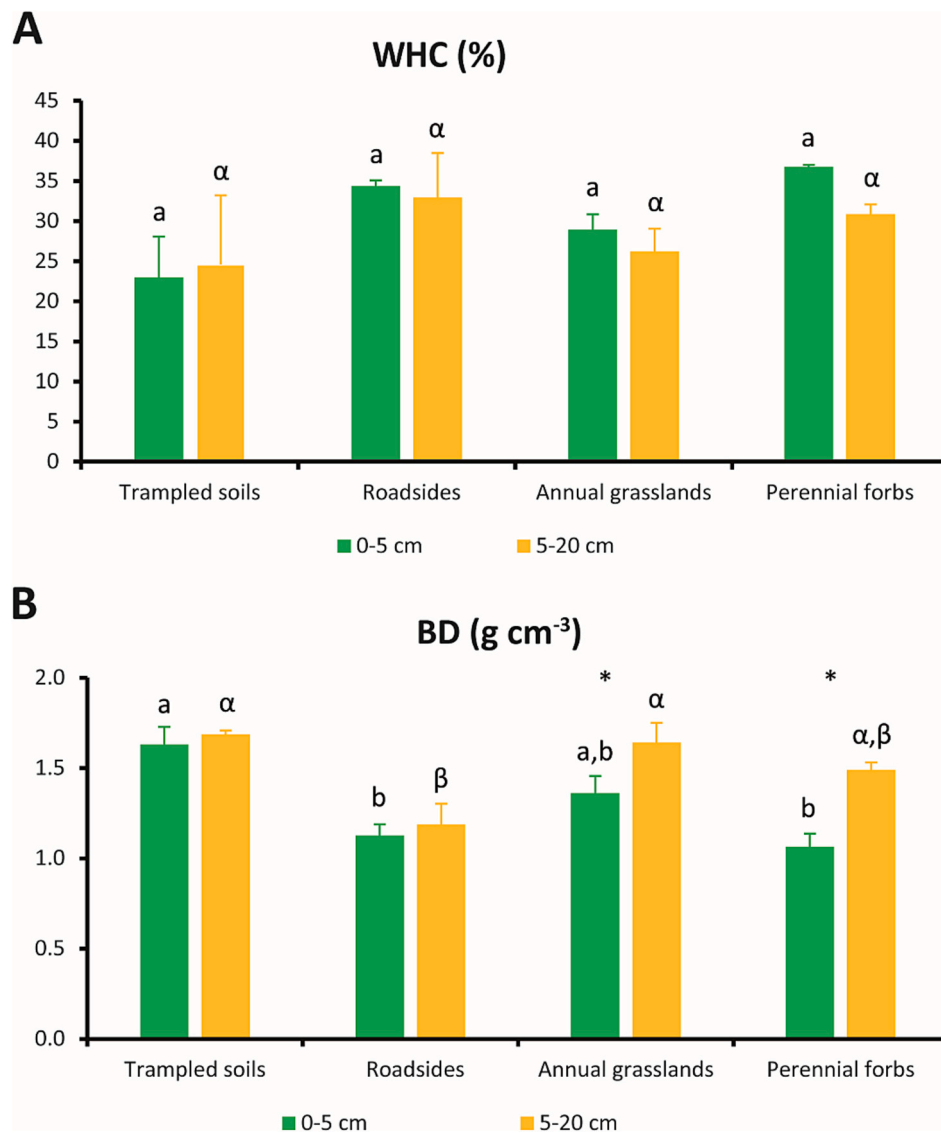 A
WHC (%)
45
40
35
30
25
20
15
10
5
0
a
α
a
α
a
α
a
α
Trampled soils
Roadsides
Annual grasslands
Perennial forbs
0-5 cm
5-20 cm
B
BD (g cm⁻³)
2.0
1.5
1.0
0.5
0.0
a
α
b
β
*
a,b
α
*
b
α,β
Trampled soils
Roadsides
Annual grasslands
Perennial forbs
0-5 cm
5-20 cm